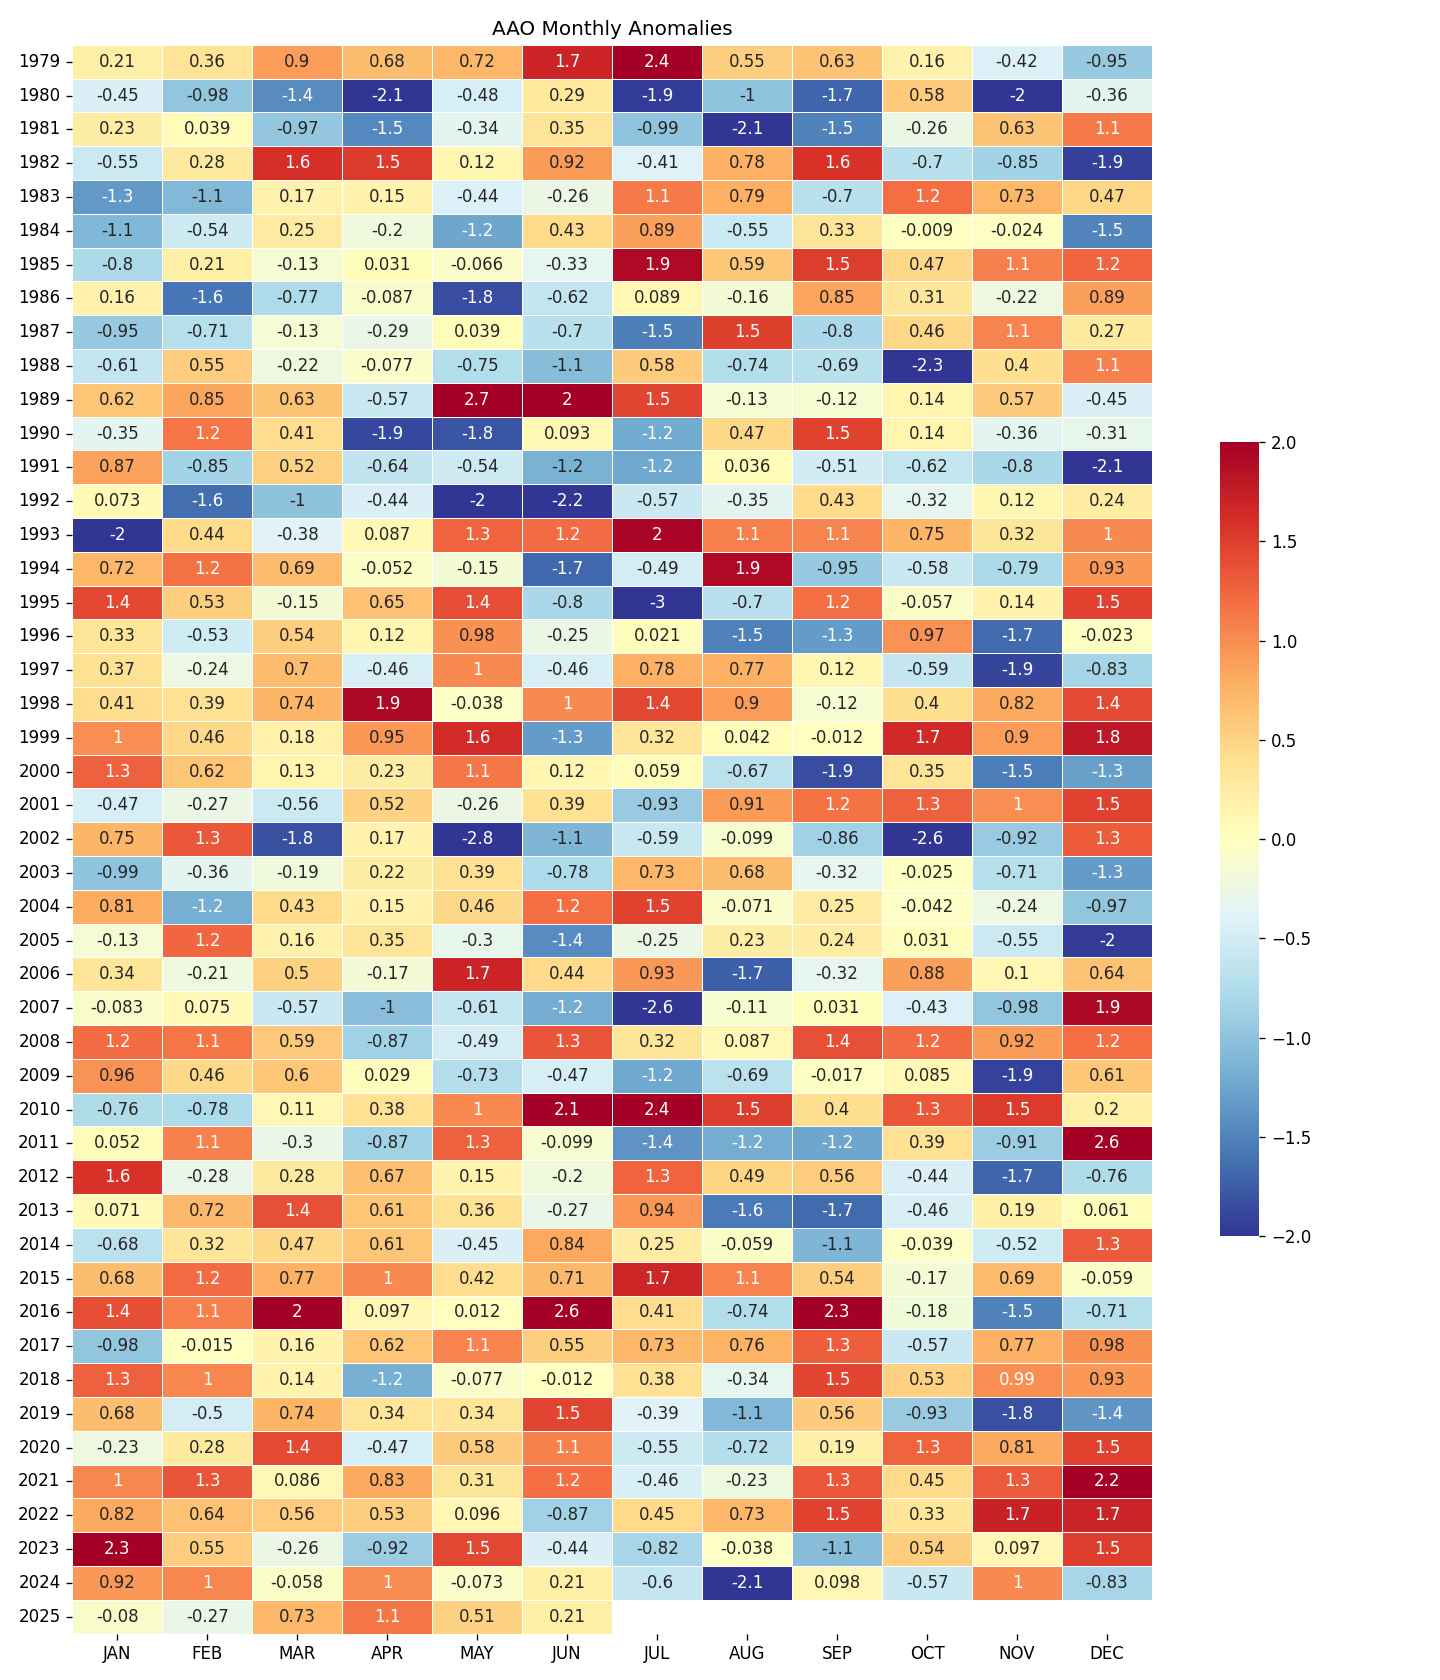 AAO Monthly Anomalies
1979 0.21 0.36 0.9 0.68 0.72 1.7 2.4 0.55 0.63 0.16 -0.42 -0.95
1980 -0.45 -0.98 -1.4 -2.1 -0.48 0.29 -1.9 -1 -1.7 0.58 -2 -0.36
1981 0.23 0.039 -0.97 -1.5 -0.34 0.35 -0.99 -2.1 -1.5 -0.26 0.63 1.1
1982 -0.55 0.28 1.6 1.5 0.12 0.92 -0.41 0.78 1.6 -0.7 -0.85 -1.9
1983 -1.3 -1.1 0.17 0.15 -0.44 -0.26 1.1 0.79 -0.7 1.2 0.73 0.47
1984 -1.1 -0.54 0.25 -0.2 -1.2 0.43 0.89 -0.55 0.33 -0.009 -0.024 -1.5
1985 -0.8 0.21 -0.13 0.031 -0.066 -0.33 1.9 0.59 1.5 0.47 1.1 1.2
1986 0.16 -1.6 -0.77 -0.087 -1.8 -0.62 0.089 -0.16 0.85 0.31 -0.22 0.89
1987 -0.95 -0.71 -0.13 -0.29 0.039 -0.7 -1.5 1.5 -0.8 0.46 1.1 0.27
1988 -0.61 0.55 -0.22 -0.077 -0.75 -1.1 0.58 -0.74 -0.69 -2.3 0.4 1.1
1989 0.62 0.85 0.63 -0.57 2.7 2 1.5 -0.13 -0.12 0.14 0.57 -0.45
1990 -0.35 1.2 0.41 -1.9 -1.8 0.093 -1.2 0.47 1.5 0.14 -0.36 -0.31
1991 0.87 -0.85 0.52 -0.64 -0.54 -1.2 -1.2 0.036 -0.51 -0.62 -0.8 -2.1
1992 0.073 -1.6 -1 -0.44 -2 -2.2 -0.57 -0.35 0.43 -0.32 0.12 0.24
1993 -2 0.44 -0.38 0.087 1.3 1.2 2 1.1 1.1 0.75 0.32 1
1994 0.72 1.2 0.69 -0.052 -0.15 -1.7 -0.49 1.9 -0.95 -0.58 -0.79 0.93
1995 1.4 0.53 -0.15 0.65 1.4 -0.8 -3 -0.7 1.2 -0.057 0.14 1.5
1996 0.33 -0.53 0.54 0.12 0.98 -0.25 0.021 -1.5 -1.3 0.97 -1.7 -0.023
1997 0.37 -0.24 0.7 -0.46 1 -0.46 0.78 0.77 0.12 -0.59 -1.9 -0.83
1998 0.41 0.39 0.74 1.9 -0.038 1 1.4 0.9 -0.12 0.4 0.82 1.4
1999 1 0.46 0.18 0.95 1.6 -1.3 0.32 0.042 -0.012 1.7 0.9 1.8
2000 1.3 0.62 0.13 0.23 1.1 0.12 0.059 -0.67 -1.9 0.35 -1.5 -1.3
2001 -0.47 -0.27 -0.56 0.52 -0.26 0.39 -0.93 0.91 1.2 1.3 1 1.5
2002 0.75 1.3 -1.8 0.17 -2.8 -1.1 -0.59 -0.099 -0.86 -2.6 -0.92 1.3
2003 -0.99 -0.36 -0.19 0.22 0.39 -0.78 0.73 0.68 -0.32 -0.025 -0.71 -1.3
2004 0.81 -1.2 0.43 0.15 0.46 1.2 1.5 -0.071 0.25 -0.042 -0.24 -0.97
2005 -0.13 1.2 0.16 0.35 -0.3 -1.4 -0.25 0.23 0.24 0.031 -0.55 -2
2006 0.34 -0.21 0.5 -0.17 1.7 0.44 0.93 -1.7 -0.32 0.88 0.1 0.64
2007 -0.083 0.075 -0.57 -1 -0.61 -1.2 -2.6 -0.11 0.031 -0.43 -0.98 1.9
2008 1.2 1.1 0.59 -0.87 -0.49 1.3 0.32 0.087 1.4 1.2 0.92 1.2
2009 0.96 0.46 0.6 0.029 -0.73 -0.47 -1.2 -0.69 -0.017 0.085 -1.9 0.61
2010 -0.76 -0.78 0.11 0.38 1 2.1 2.4 1.5 0.4 1.3 1.5 0.2
2011 0.052 1.1 -0.3 -0.87 1.3 -0.099 -1.4 -1.2 -1.2 0.39 -0.91 2.6
2012 1.6 -0.28 0.28 0.67 0.15 -0.2 1.3 0.49 0.56 -0.44 -1.7 -0.76
2013 0.071 0.72 1.4 0.61 0.36 -0.27 0.94 -1.6 -1.7 -0.46 0.19 0.061
2014 -0.68 0.32 0.47 0.61 -0.45 0.84 0.25 -0.059 -1.1 -0.039 -0.52 1.3
2015 0.68 1.2 0.77 1 0.42 0.71 1.7 1.1 0.54 -0.17 0.69 -0.059
2016 1.4 1.1 2 0.097 0.012 2.6 0.41 -0.74 2.3 -0.18 -1.5 -0.71
2017 -0.98 -0.015 0.16 0.62 1.1 0.55 0.73 0.76 1.3 -0.57 0.77 0.98
2018 1.3 1 0.14 -1.2 -0.077 -0.012 0.38 -0.34 1.5 0.53 0.99 0.93
2019 0.68 -0.5 0.74 0.34 0.34 1.5 -0.39 -1.1 0.56 -0.93 -1.8 -1.4
2020 -0.23 0.28 1.4 -0.47 0.58 1.1 -0.55 -0.72 0.19 1.3 0.81 1.5
2021 1 1.3 0.086 0.83 0.31 1.2 -0.46 -0.23 1.3 0.45 1.3 2.2
2022 0.82 0.64 0.56 0.53 0.096 -0.87 0.45 0.73 1.5 0.33 1.7 1.7
2023 2.3 0.55 -0.26 -0.92 1.5 -0.44 -0.82 -0.038 -1.1 0.54 0.097 1.5
2024 0.92 1 -0.058 1 -0.073 0.21 -0.6 -2.1 0.098 -0.57 1 -0.83
2025 -0.08 -0.27 0.73 1.1 0.51 0.21
JAN FEB MAR APR MAY JUN JUL AUG SEP OCT NOV DEC
2.0
1.5
1.0
0.5
0.0
−0.5
−1.0
−1.5
−2.0